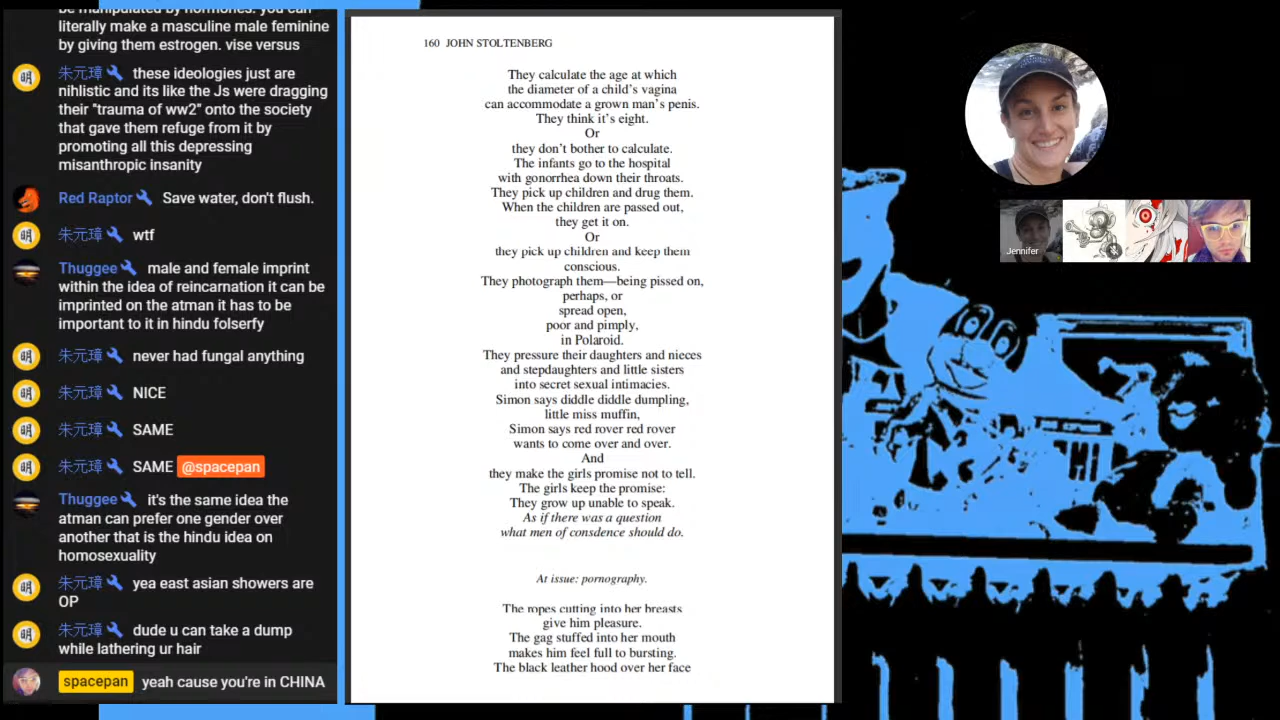 be manipulated by hormones. you can
literally make a masculine male feminine
by giving them estrogen. vise versus
朱元璋 these ideologies just are
nihlistic and its like the Js were dragging
their "trauma of ww2" onto the society
that gave them refuge from it by
promoting all this depressing
misanthropic insanity
Red Raptor Save water, don't flush.
朱元璋 wtf
Thuggee male and female imprint
within the idea of reincarnation it can be
imprinted on the atman it has to be
important to it in hindu folserfy
朱元璋 never had fungal anything
朱元璋 NICE
朱元璋 SAME
朱元璋 SAME @spacepan
Thuggee it's the same idea the
atman can prefer one gender over
another that is the hindu idea on
homosexuality
朱元璋 yea east asian showers are
OP
朱元璋 dude u can take a dump
while lathering ur hair
spacepan yeah cause you're in CHINA
160 JOHN STOLTENBERG
They calculate the age at which
the diameter of a child's vagina
can accommodate a grown man's penis.
They think it's eight.
Or
they don't bother to calculate.
The infants go to the hospital
with gonorrhea down their throats.
They pick up children and drug them.
When the children are passed out,
they get it on.
Or
they pick up children and keep them
conscious.
They photograph them—being pissed on,
perhaps, or
spread open,
poor and pimply,
in Polaroid.
They pressure their daughters and nieces
and stepdaughters and little sisters
into secret sexual intimacies.
Simon says diddle diddle dumpling,
little miss muffin,
Simon says red rover red rover
wants to come over and over.
And
they make the girls promise not to tell.
The girls keep the promise:
They grow up unable to speak.
As if there was a question
what men of consdence should do.
At issue: pornography.
The ropes cutting into her breasts
give him pleasure.
The gag stuffed into her mouth
makes him feel full to bursting.
The black leather hood over her face
Jennifer